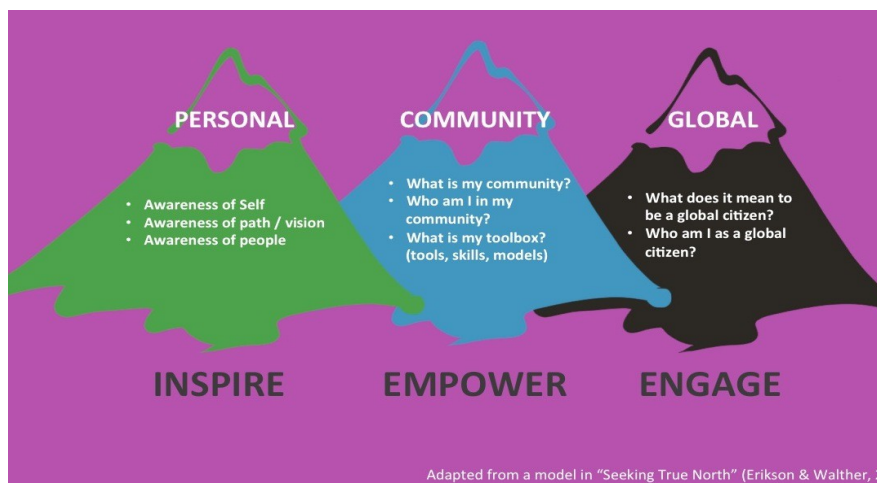 PERSONAL
• Awareness of Self
• Awareness of path / vision
• Awareness of people
COMMUNITY
• What is my community?
• Who am I in my
community?
• What is my toolbox?
(tools, skills, models)
GLOBAL
• What does it mean to
be a global citizen?
• Who am I as a global
citizen?
INSPIRE
EMPOWER
ENGAGE
Adapted from a model in “Seeking True North” (Erikson & Walther,